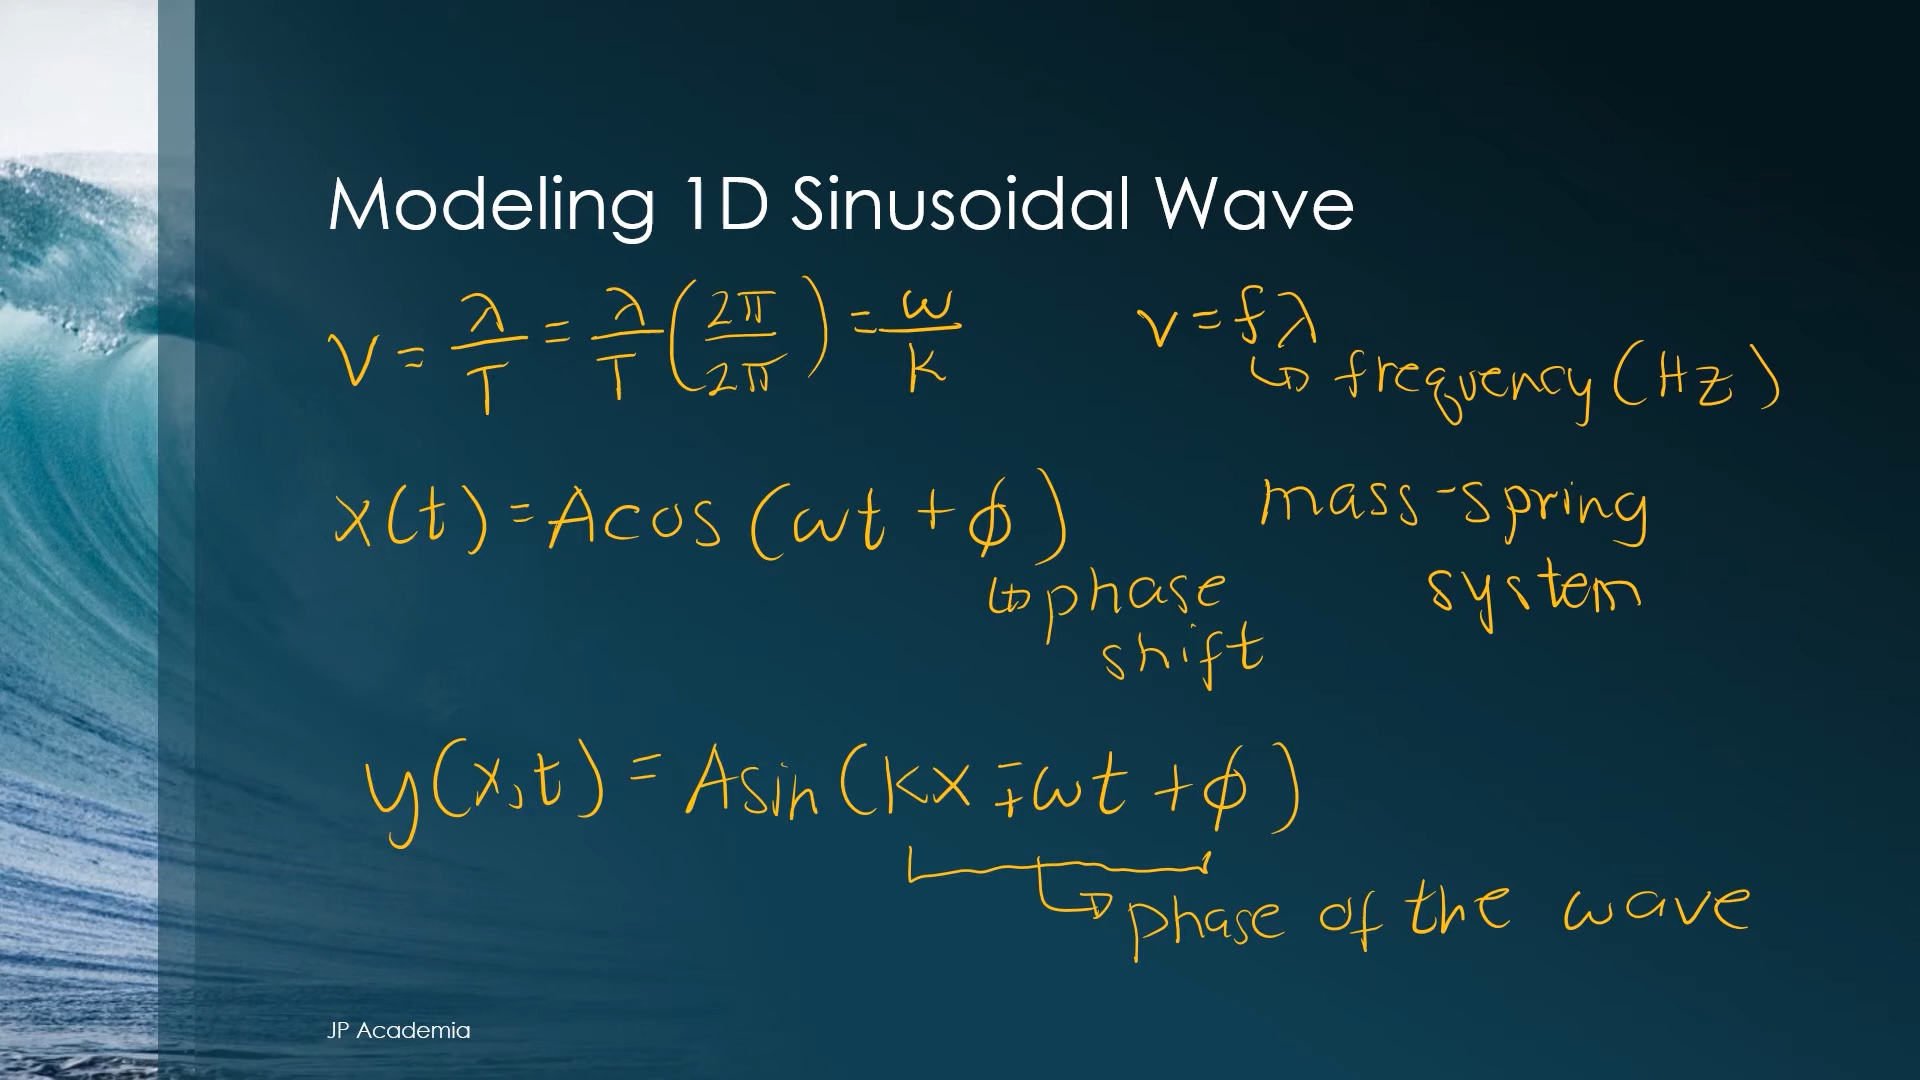 Modeling 1D Sinusoidal Wave
v = λ/T = λ/T (2π/2π) = ω/k
v = fλ
↳ frequency (Hz)
x(t) = Acos(ωt + ϕ)
↳ phase shift
mass-spring system
y(x,t) = Asin(kx ∓ ωt + ϕ)
↳ phase of the wave
JP Academia